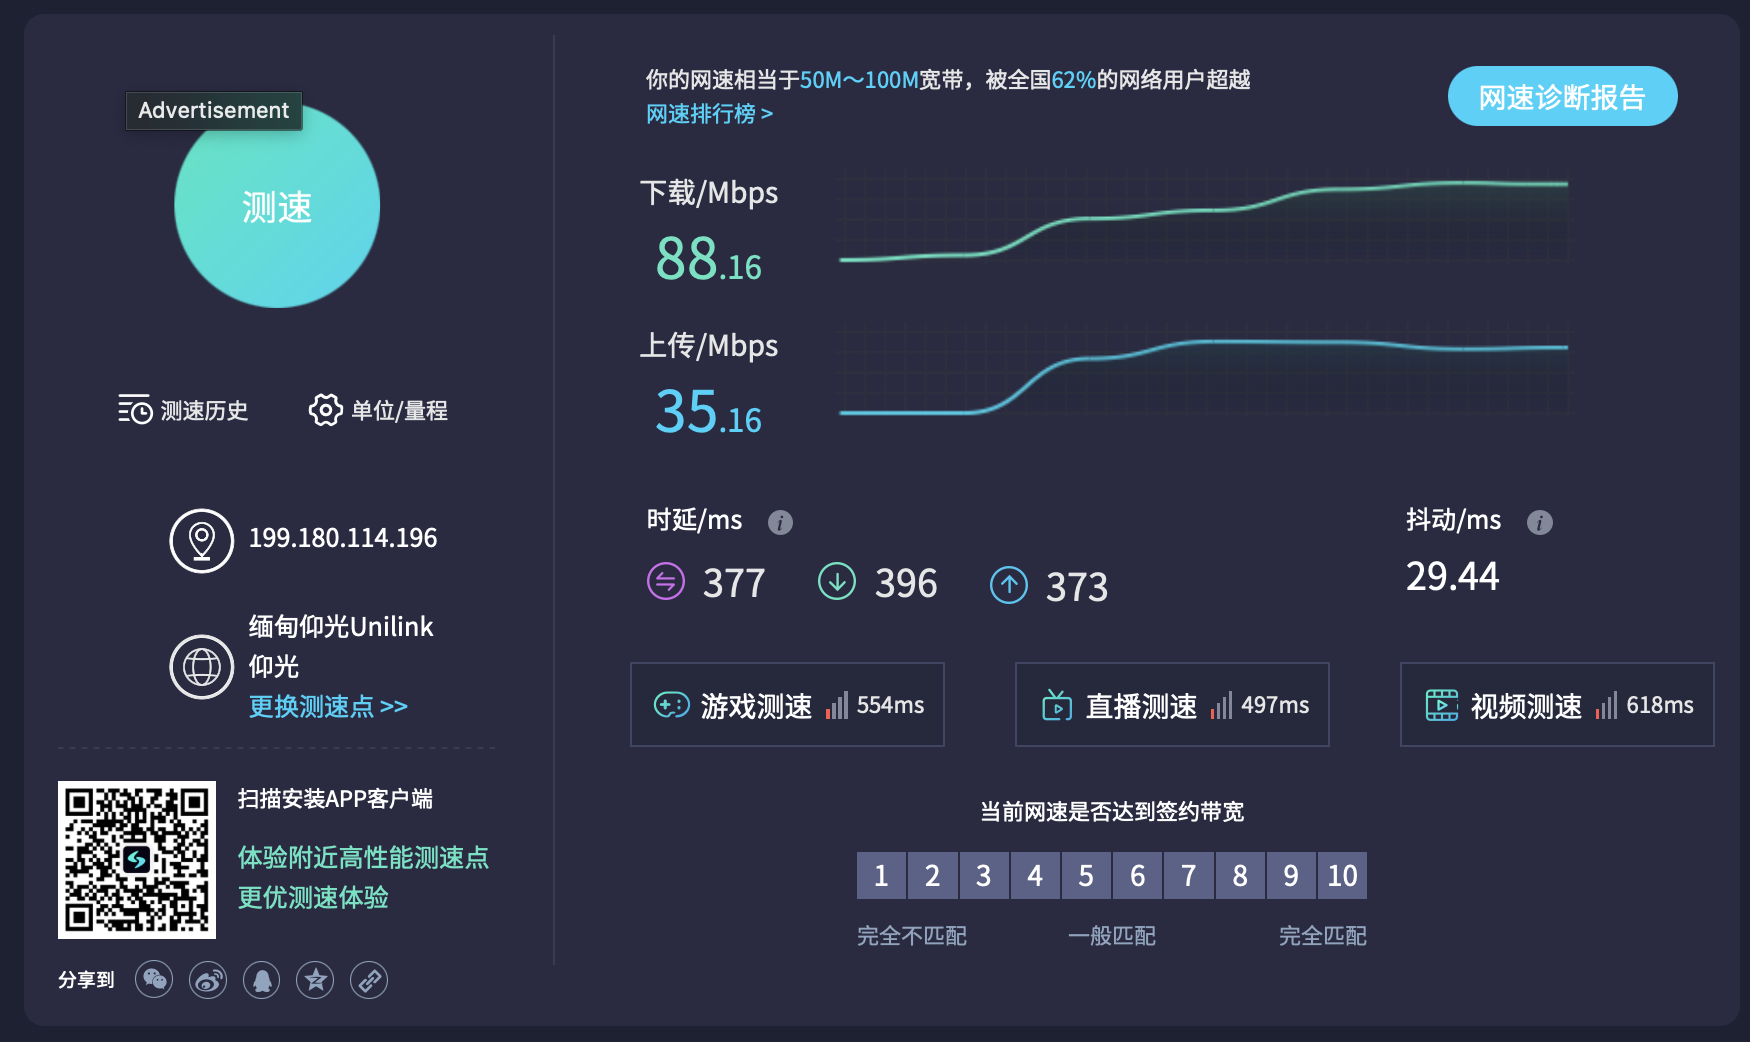 Advertisement
测速
测速历史
单位/量程
199.180.114.196
缅甸仰光Unilink
仰光
更换测速点 >>
扫描安装APP客户端
体验附近高性能测速点
更优测速体验
分享到
你的网速相当于50M～100M宽带，被全国62%的网络用户超越
网速排行榜 >
网速诊断报告
下载/Mbps
88.16
上传/Mbps
35.16
时延/ms
377
396
373
抖动/ms
29.44
游戏测速 554ms
直播测速 497ms
视频测速 618ms
当前网速是否达到签约带宽
1 2 3 4 5 6 7 8 9 10
完全不匹配 一般匹配 完全匹配